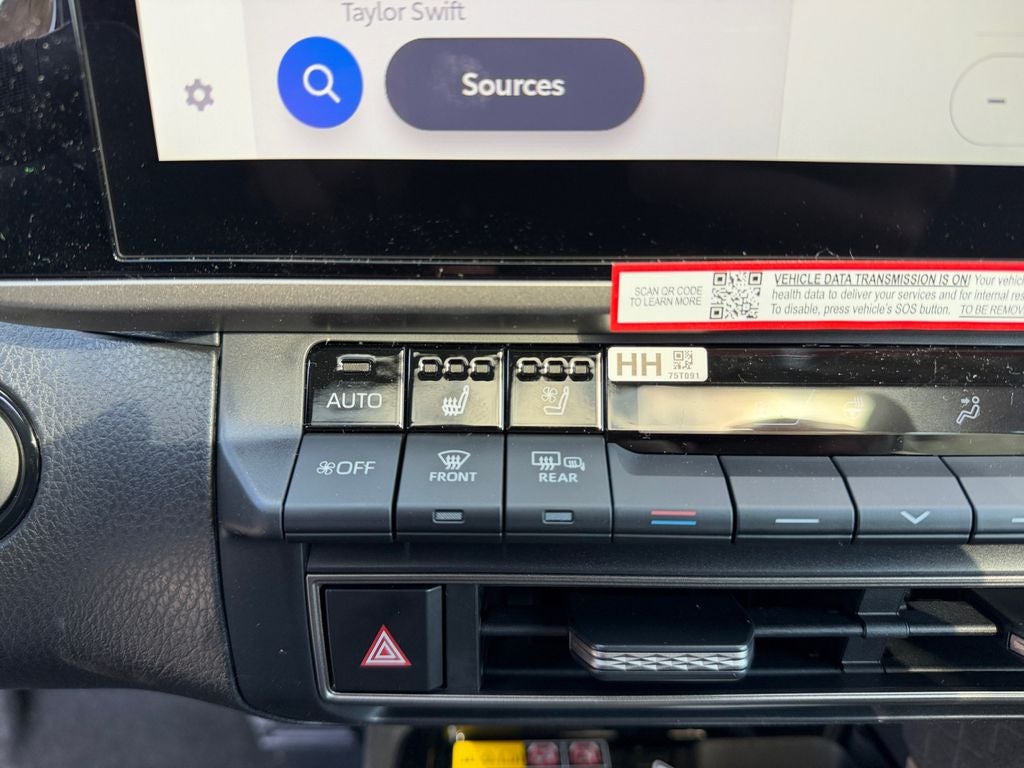 Taylor Swift
Sources
SCAN QR CODE
TO LEARN MORE
VEHICLE DATA TRANSMISSION IS ON! Your
health data to deliver your services and for internal
To disable, press vehicle's SOS button. TO BE
HH
75T091
AUTO
OFF
FRONT
REAR